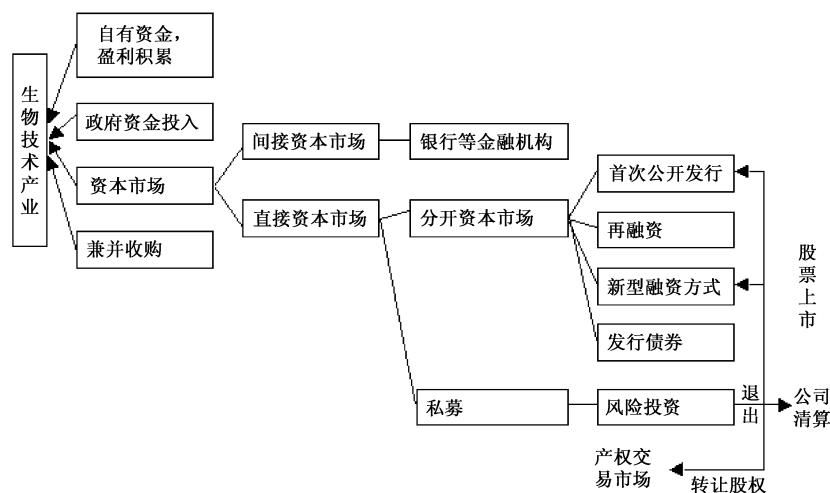 生物技术产业
自有资金，
盈利积累
政府资金投入
资本市场
兼并收购
间接资本市场
直接资本市场
银行等金融机构
分开资本市场
私募
首次公开发行
再融资
新型融资方式
发行债券
风险投资
股票上市
退出
公司
清算
产权交
易市场
转让股权